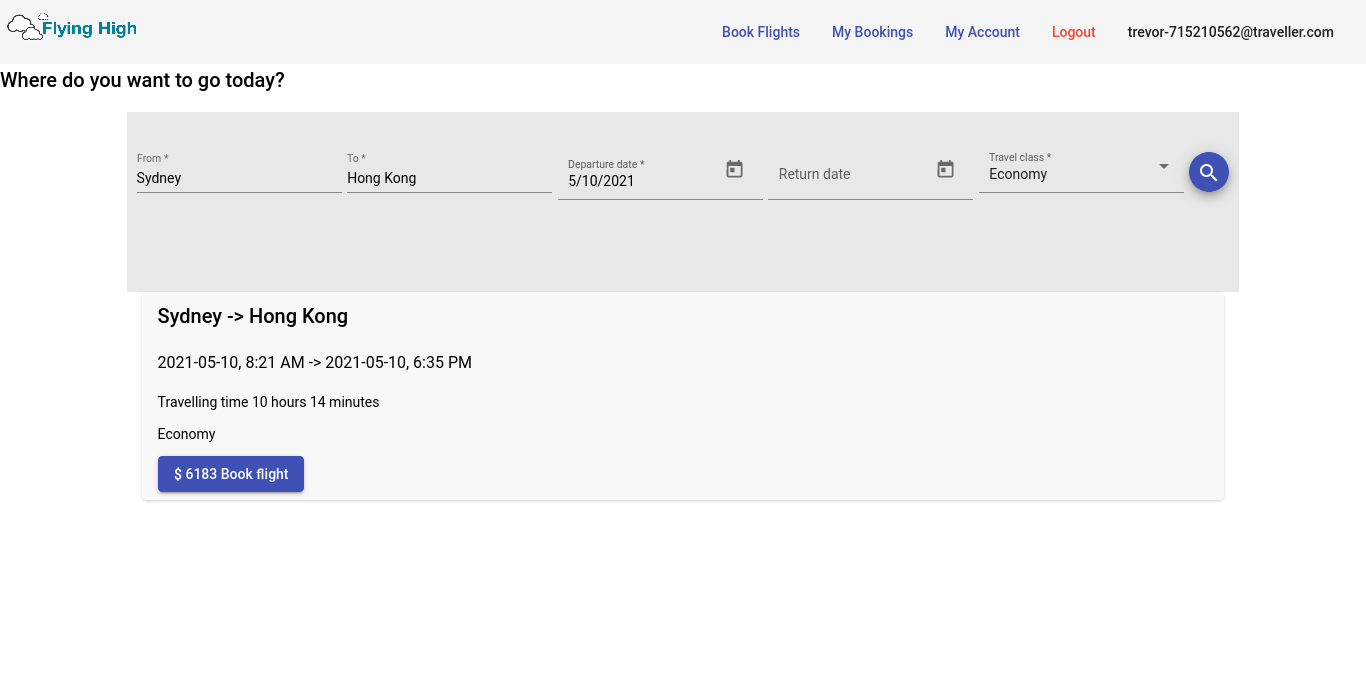 Flying High
Book Flights My Bookings My Account Logout trevor-715210562@traveller.com
Where do you want to go today?
From * To * Departure date * Travel class *
Sydney Hong Kong 5/10/2021 Return date Economy
Sydney -> Hong Kong
2021-05-10, 8:21 AM -> 2021-05-10, 6:35 PM
Travelling time 10 hours 14 minutes
Economy
$ 6183 Book flight